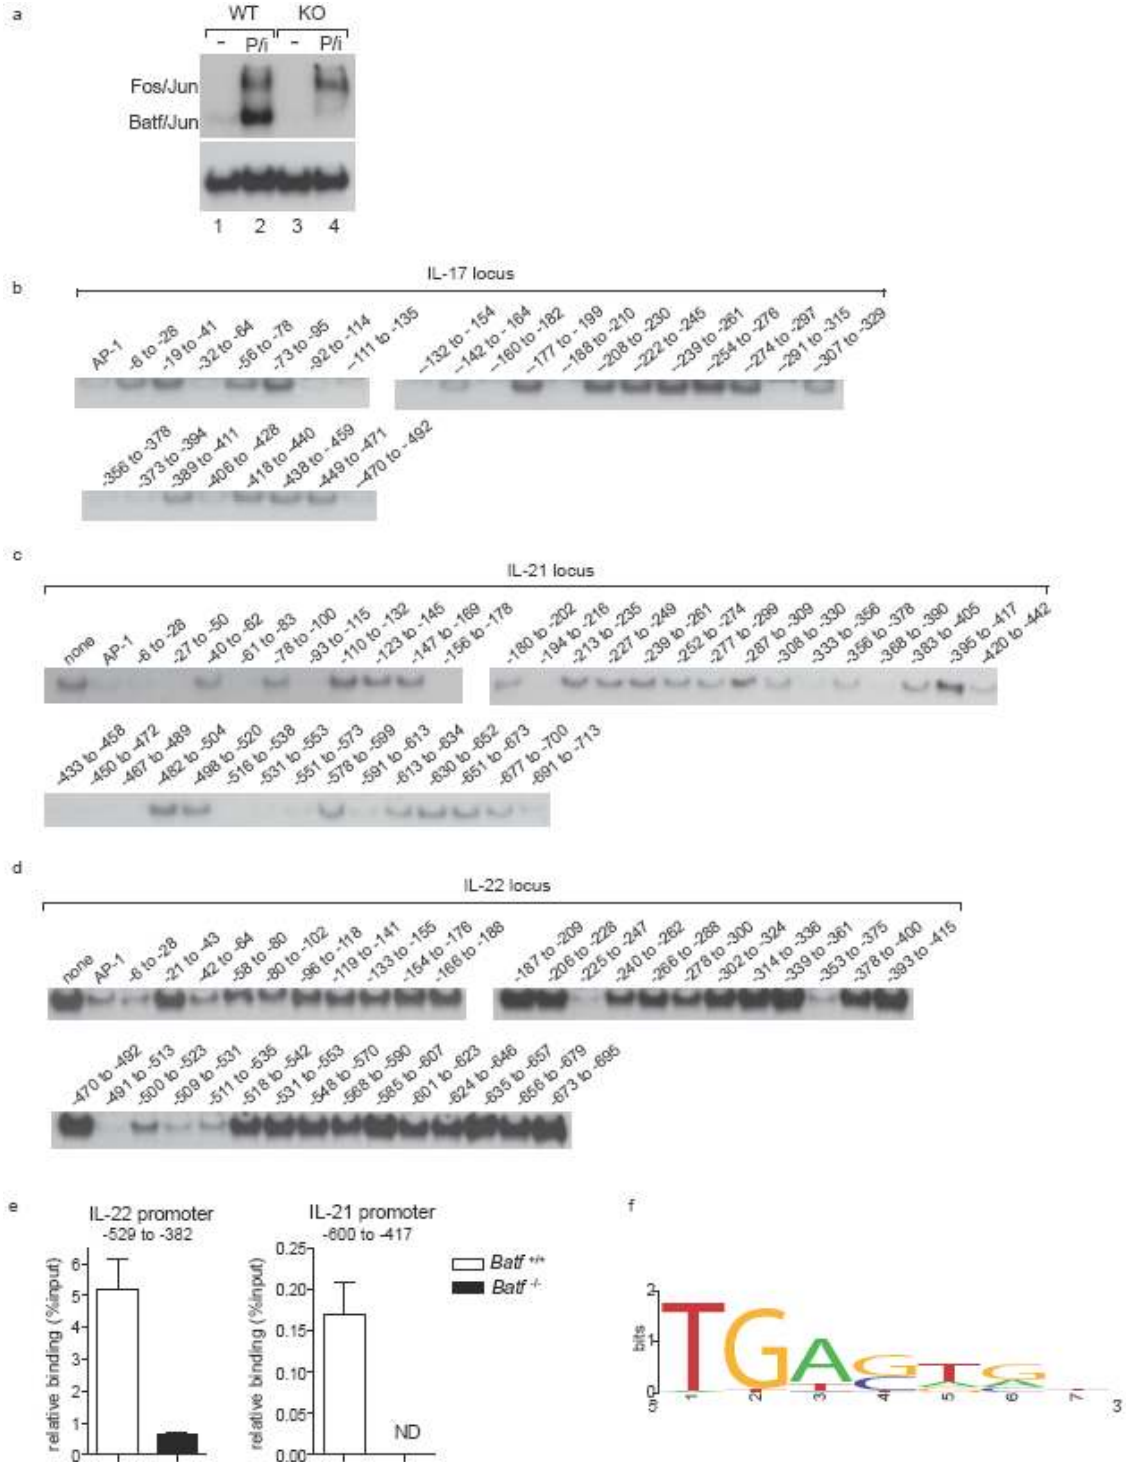 a
WT KO
- P/i - P/i
Fos/Jun
Batf/Jun
1 2 3 4
b
IL-17 locus
AP-1 -6 to -28 -19 to -41 -32 to -64 -56 to -78 -73 to -95 -92 to -114 -111 to -135
-132 to -154 -142 to -164 -160 to -182 -177 to -199 -188 to -210 -208 to -230 -222 to -245 -239 to -261 -254 to -276 -274 to -297 -291 to -315 -307 to -329
-356 to -378 -373 to -394 -389 to -411 -406 to -428 -418 to -440 -438 to -459 -449 to -471 -470 to -492
c
IL-21 locus
none AP-1 -6 to -28 -27 to -50 -40 to -62 -61 to -83 -78 to -100 -93 to -115 -110 to -132 -123 to -145 -147 to -169 -156 to -178
-180 to -202 -194 to -216 -213 to -235 -227 to -249 -239 to -261 -252 to -274 -277 to -299 -287 to -309 -308 to -330 -333 to -356 -356 to -378 -368 to -390 -383 to -405 -395 to -417 -420 to -442
-433 to -458 -450 to -472 -467 to -489 -482 to -504 -498 to -520 -516 to -538 -531 to -553 -551 to -573 -578 to -599 -591 to -613 -613 to -634 -630 to -652 -651 to -673 -677 to -700 -691 to -713
d
IL-22 locus
none AP-1 -6 to -28 -21 to -43 -42 to -64 -58 to -80 -80 to -102 -96 to -118 -119 to -141 -133 to -155 -154 to -176 -166 to -188
-187 to -209 -206 to -228 -225 to -247 -240 to -262 -266 to -288 -278 to -300 -302 to -324 -314 to -336 -339 to -361 -353 to -375 -378 to -400 -393 to -415
-470 to -492 -491 to -513 -500 to -523 -509 to -531 -511 to -535 -518 to -542 -531 to -553 -548 to -570 -568 to -590 -585 to -607 -601 to -623 -624 to -646 -635 to -657 -656 to -679 -673 to -695
e
IL-22 promoter
-529 to -382
relative binding (%input)
6
5
4
3
2
1
0
IL-21 promoter
-600 to -417
relative binding (%input)
0.25
0.20
0.15
0.10
0.05
0.00
ND
Batf +/+
Batf -/-
f
bits
2
1
0
TGAGTG
TCAA
1 2 3 4 5 6 7
3